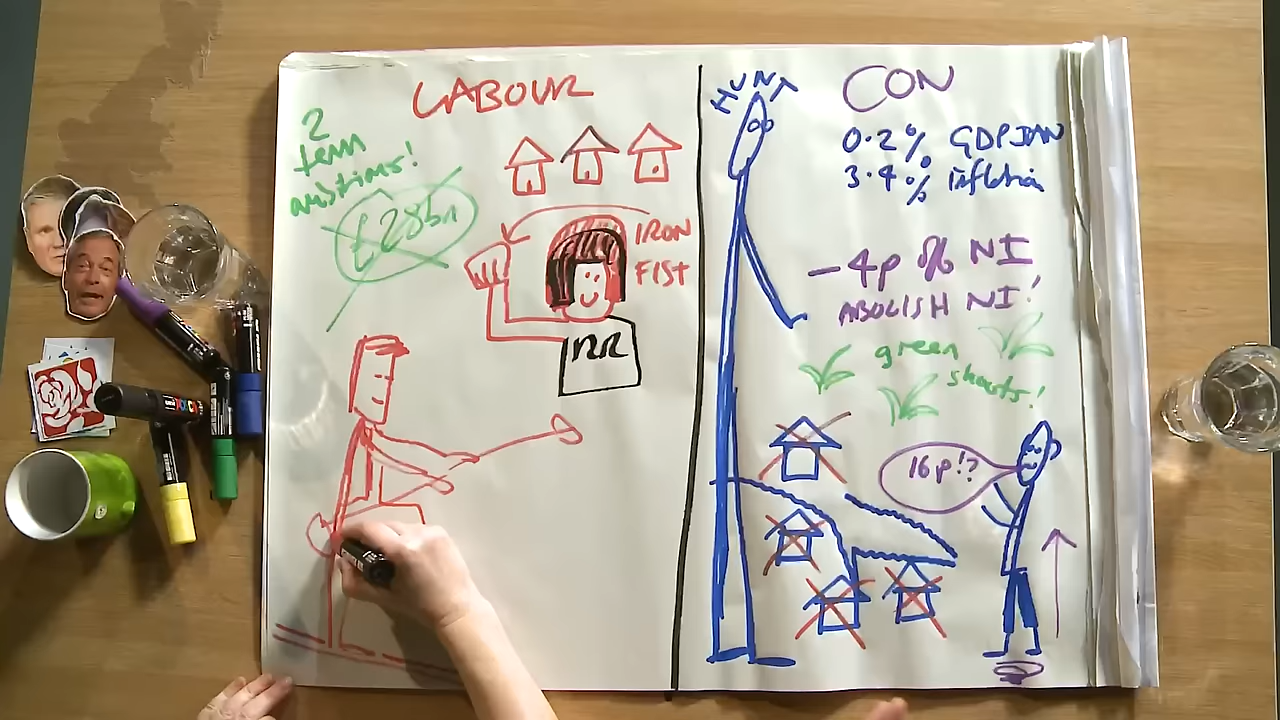 LABOUR
2
term
ambitions!
£28bn
IRON
FIST
RR
HUNT
CON
0.2% GDP JAN
3.4% inflation
-4p % NI
ABOLISH NI!
green
shoots!
16p!?